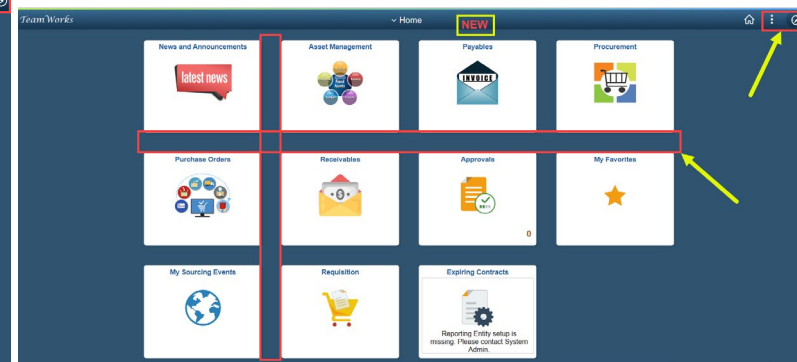 TeamWorks
Home
NEW
News and Announcements
Asset Management
Payables
Procurement
latest news
INVOICE
Purchase Orders
Receivables
Approvals
My Favorites
0
My Sourcing Events
Requisition
Expiring Contracts
Reporting Entity setup is
missing. Please contact System
Admin.